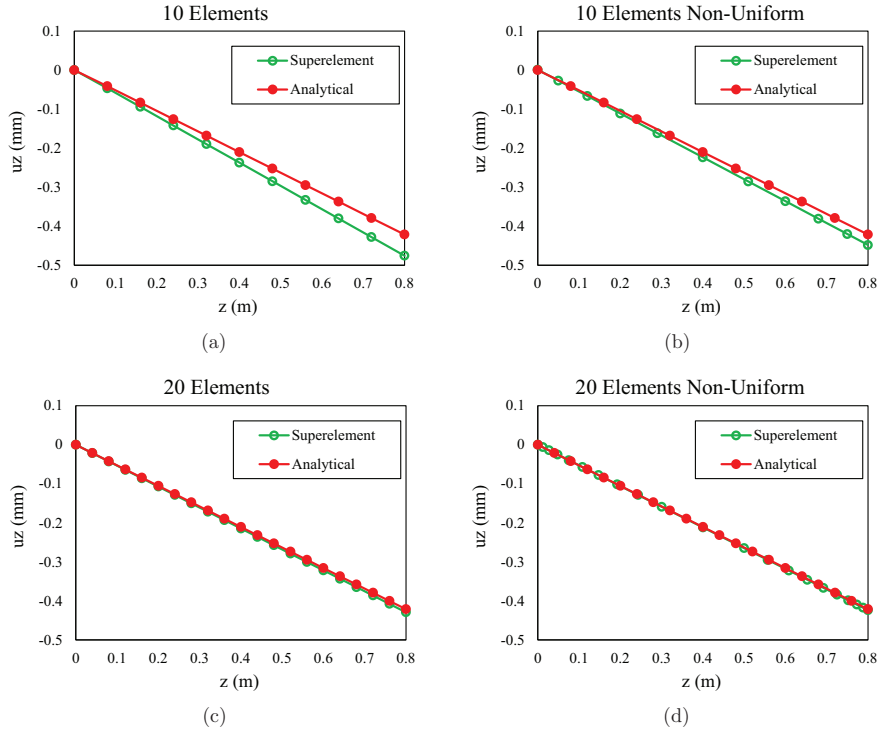 10 Elements
0.1
0
-0.1
-0.2
-0.3
-0.4
-0.5
uz (mm)
Superelement
Analytical
0 0.1 0.2 0.3 0.4 0.5 0.6 0.7 0.8
z (m)
(a)
10 Elements Non-Uniform
0.1
0
-0.1
-0.2
-0.3
-0.4
-0.5
uz (mm)
Superelement
Analytical
0 0.1 0.2 0.3 0.4 0.5 0.6 0.7 0.8
z (m)
(b)
20 Elements
0.1
0
-0.1
-0.2
-0.3
-0.4
-0.5
uz (mm)
Superelement
Analytical
0 0.1 0.2 0.3 0.4 0.5 0.6 0.7 0.8
z (m)
(c)
20 Elements Non-Uniform
0.1
0
-0.1
-0.2
-0.3
-0.4
-0.5
uz (mm)
Superelement
Analytical
0 0.1 0.2 0.3 0.4 0.5 0.6 0.7 0.8
z (m)
(d)